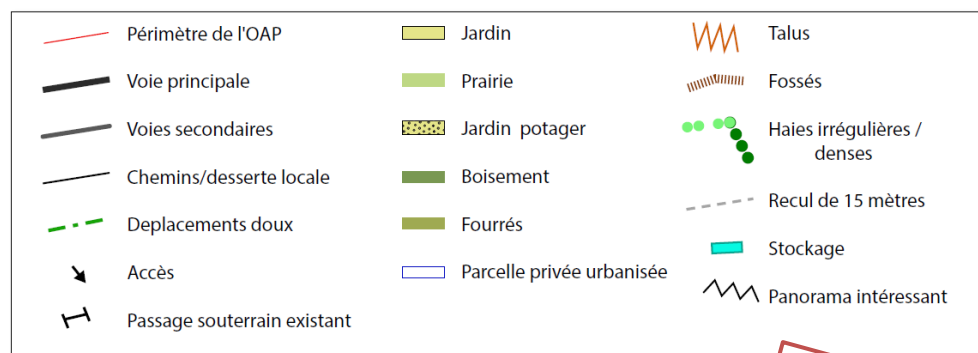 Périmètre de l'OAP
Voie principale
Voies secondaires
Chemins/desserte locale
Deplacements doux
Accès
Passage souterrain existant
Jardin
Prairie
Jardin potager
Boisement
Fourrés
Parcelle privée urbanisée
Talus
Fossés
Haies irrégulières /
denses
Recul de 15 mètres
Stockage
Panorama intéressant